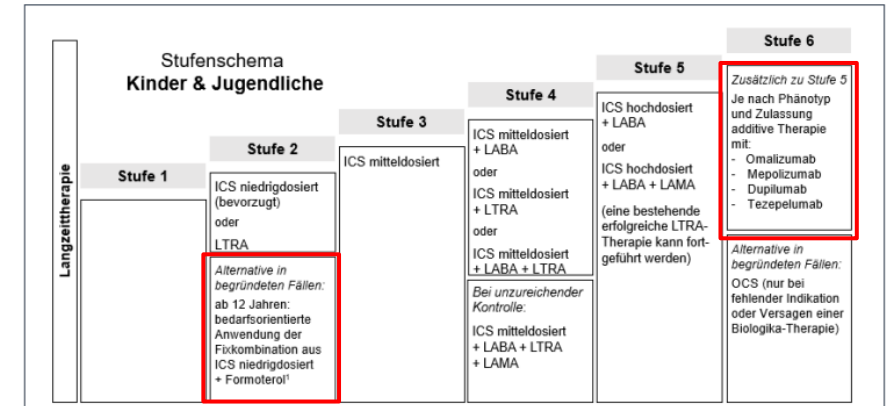 Stufenschema
Kinder & Jugendliche
Langzeittherapie
Stufe 1
Stufe 2
ICS niedrigdosiert
(bevorzugt)
oder
LTRA
Alternative in
begründeten Fällen:
ab 12 Jahren:
bedarfsorientierte
Anwendung der
Fixkombination aus
ICS niedrigdosiert
+ Formoterol¹
Stufe 3
ICS mitteldosiert
Stufe 4
ICS mitteldosiert
+ LABA
oder
ICS mitteldosiert
+ LTRA
oder
ICS mitteldosiert
+ LABA + LTRA
Bei unzureichender
Kontrolle:
ICS mitteldosiert
+ LABA + LTRA
+ LAMA
Stufe 5
ICS hochdosiert
+ LABA
oder
ICS hochdosiert
+ LABA + LAMA
(eine bestehende
erfolgreiche LTRA-
Therapie kann fort-
geführt werden)
Stufe 6
Zusätzlich zu Stufe 5
Je nach Phänotyp
und Zulassung
additive Therapie
mit:
- Omalizumab
- Mepolizumab
- Dupilumab
- Tezepelumab
Alternative in
begründeten Fällen:
OCS (nur bei
fehlender Indikation
oder Versagen einer
Biologika-Therapie)